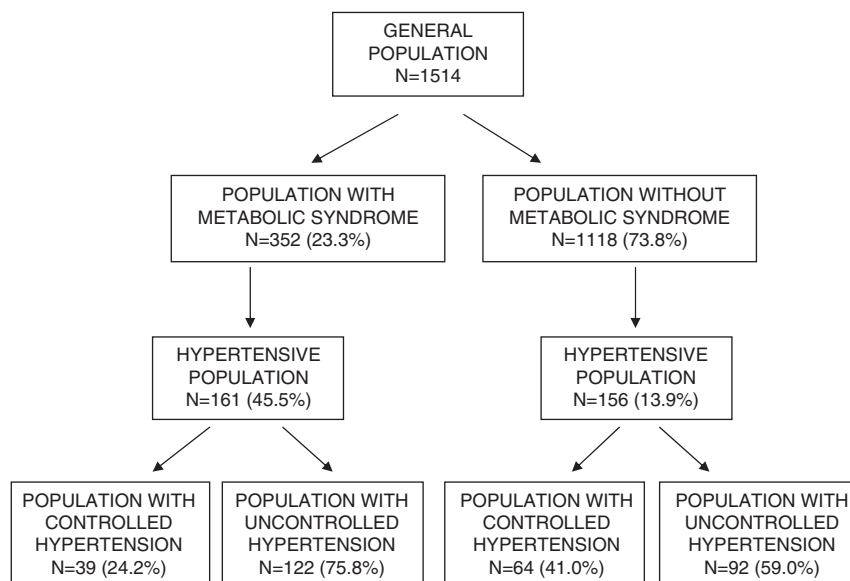 GENERAL
POPULATION
N=1514
POPULATION WITH
METABOLIC SYNDROME
N=352 (23.3%)
POPULATION WITHOUT
METABOLIC SYNDROME
N=1118 (73.8%)
HYPERTENSIVE
POPULATION
N=161 (45.5%)
HYPERTENSIVE
POPULATION
N=156 (13.9%)
POPULATION WITH
CONTROLLED
HYPERTENSION
N=39 (24.2%)
POPULATION WITH
UNCONTROLLED
HYPERTENSION
N=122 (75.8%)
POPULATION WITH
CONTROLLED
HYPERTENSION
N=64 (41.0%)
POPULATION WITH
UNCONTROLLED
HYPERTENSION
N=92 (59.0%)